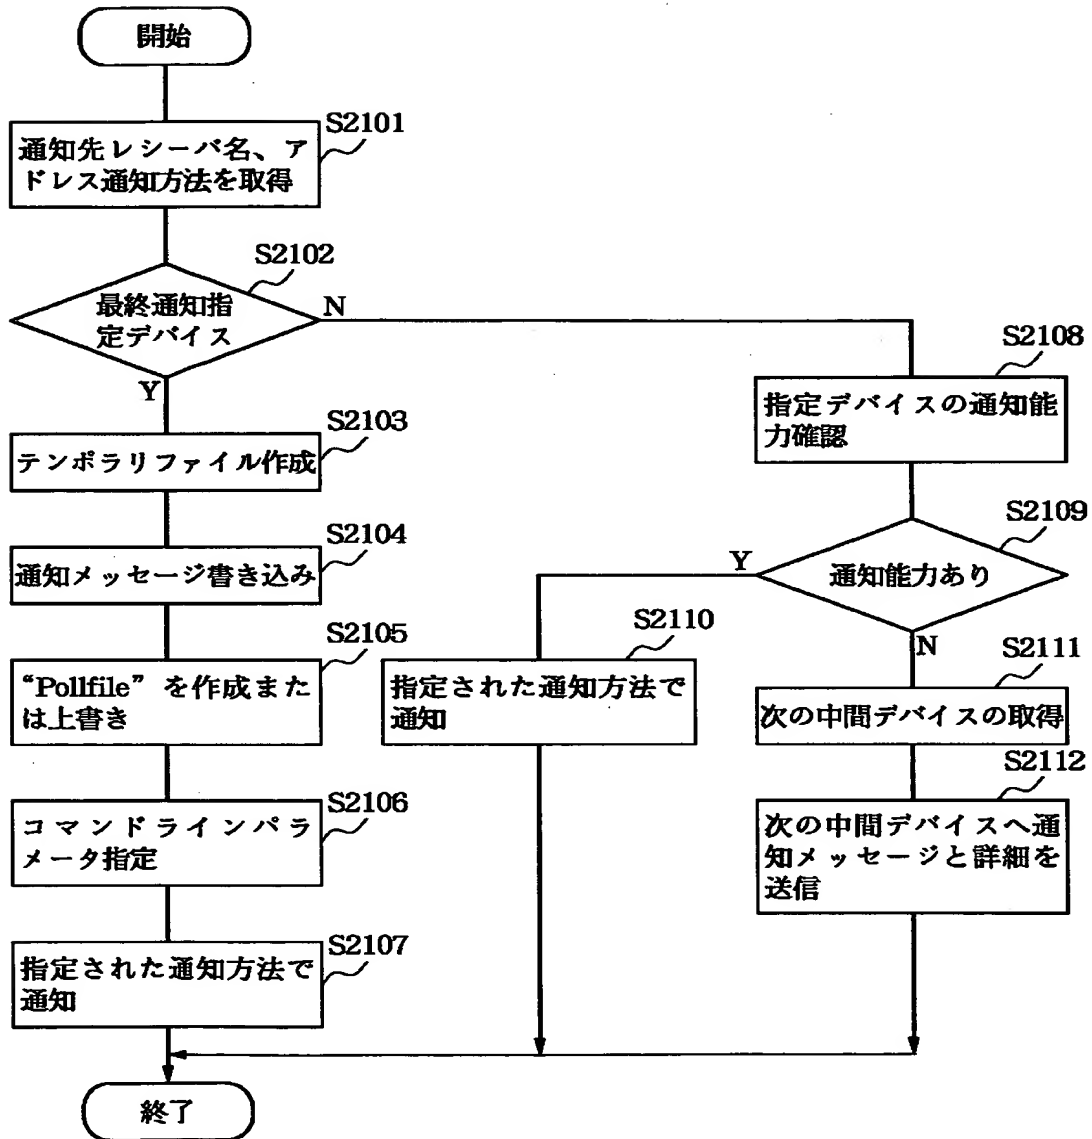 開始
S2101
通知先レシーバ名、ア
ドレス通知方法を取得
S2102
最終通知指
定デバイス
N
Y
S2103
テンポラリファイル作成
S2104
通知メッセージ書き込み
S2105
“Pollfile”を作成また
は上書き
S2106
コマンドラインパラ
メータ指定
S2107
指定された通知方法で
通知
S2108
指定デバイスの通知能
力確認
S2109
通知能力あり
Y
N
S2110
指定された通知方法で
通知
S2111
次の中間デバイスの取得
S2112
次の中間デバイスへ通
知メッセージと詳細を
送信
終了